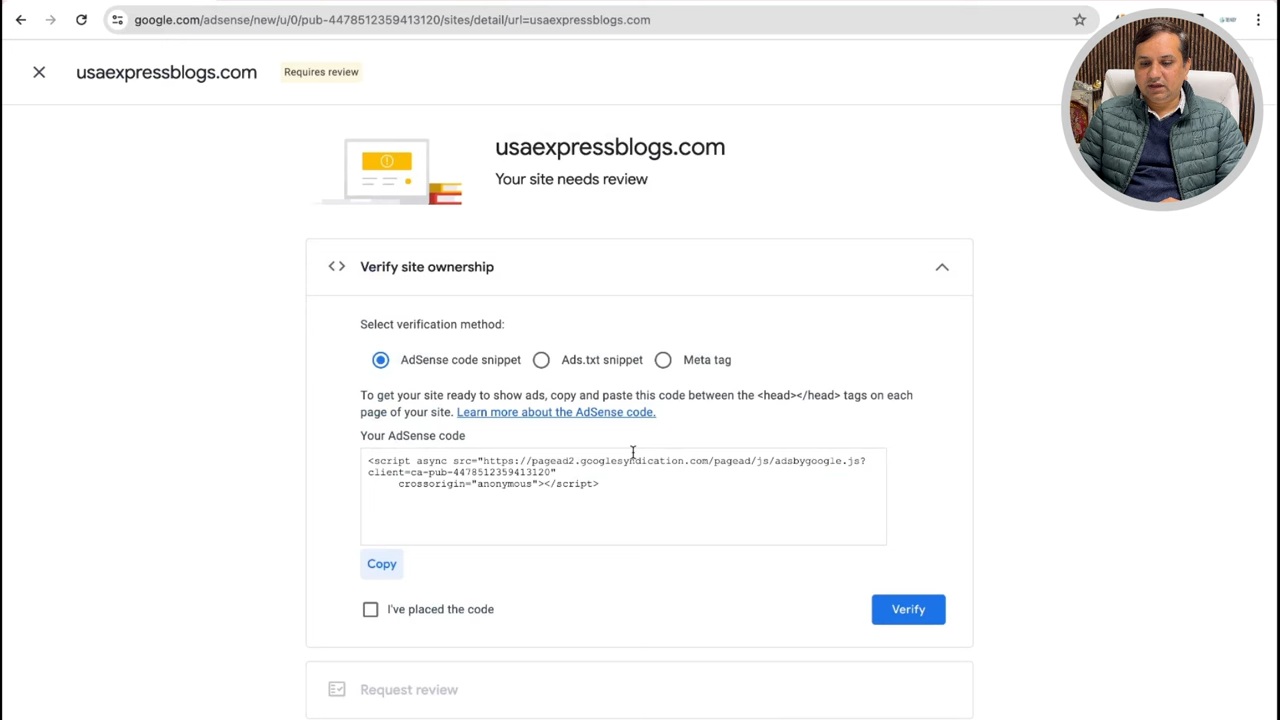 google.com/adsense/new/u/0/pub-4478512359413120/sites/detail/url=usaexpressblogs.com
usaexpressblogs.com Requires review
usaexpressblogs.com
Your site needs review
Verify site ownership
Select verification method:
AdSense code snippet Ads.txt snippet Meta tag
To get your site ready to show ads, copy and paste this code between the <head></head> tags on each
page of your site. Learn more about the AdSense code.
Your AdSense code
<script async src="https://pagead2.googlesyndication.com/pagead/js/adsbygoogle.js?
client=ca-pub-4478512359413120"
crossorigin="anonymous"></script>
Copy
I've placed the code
Verify
Request review